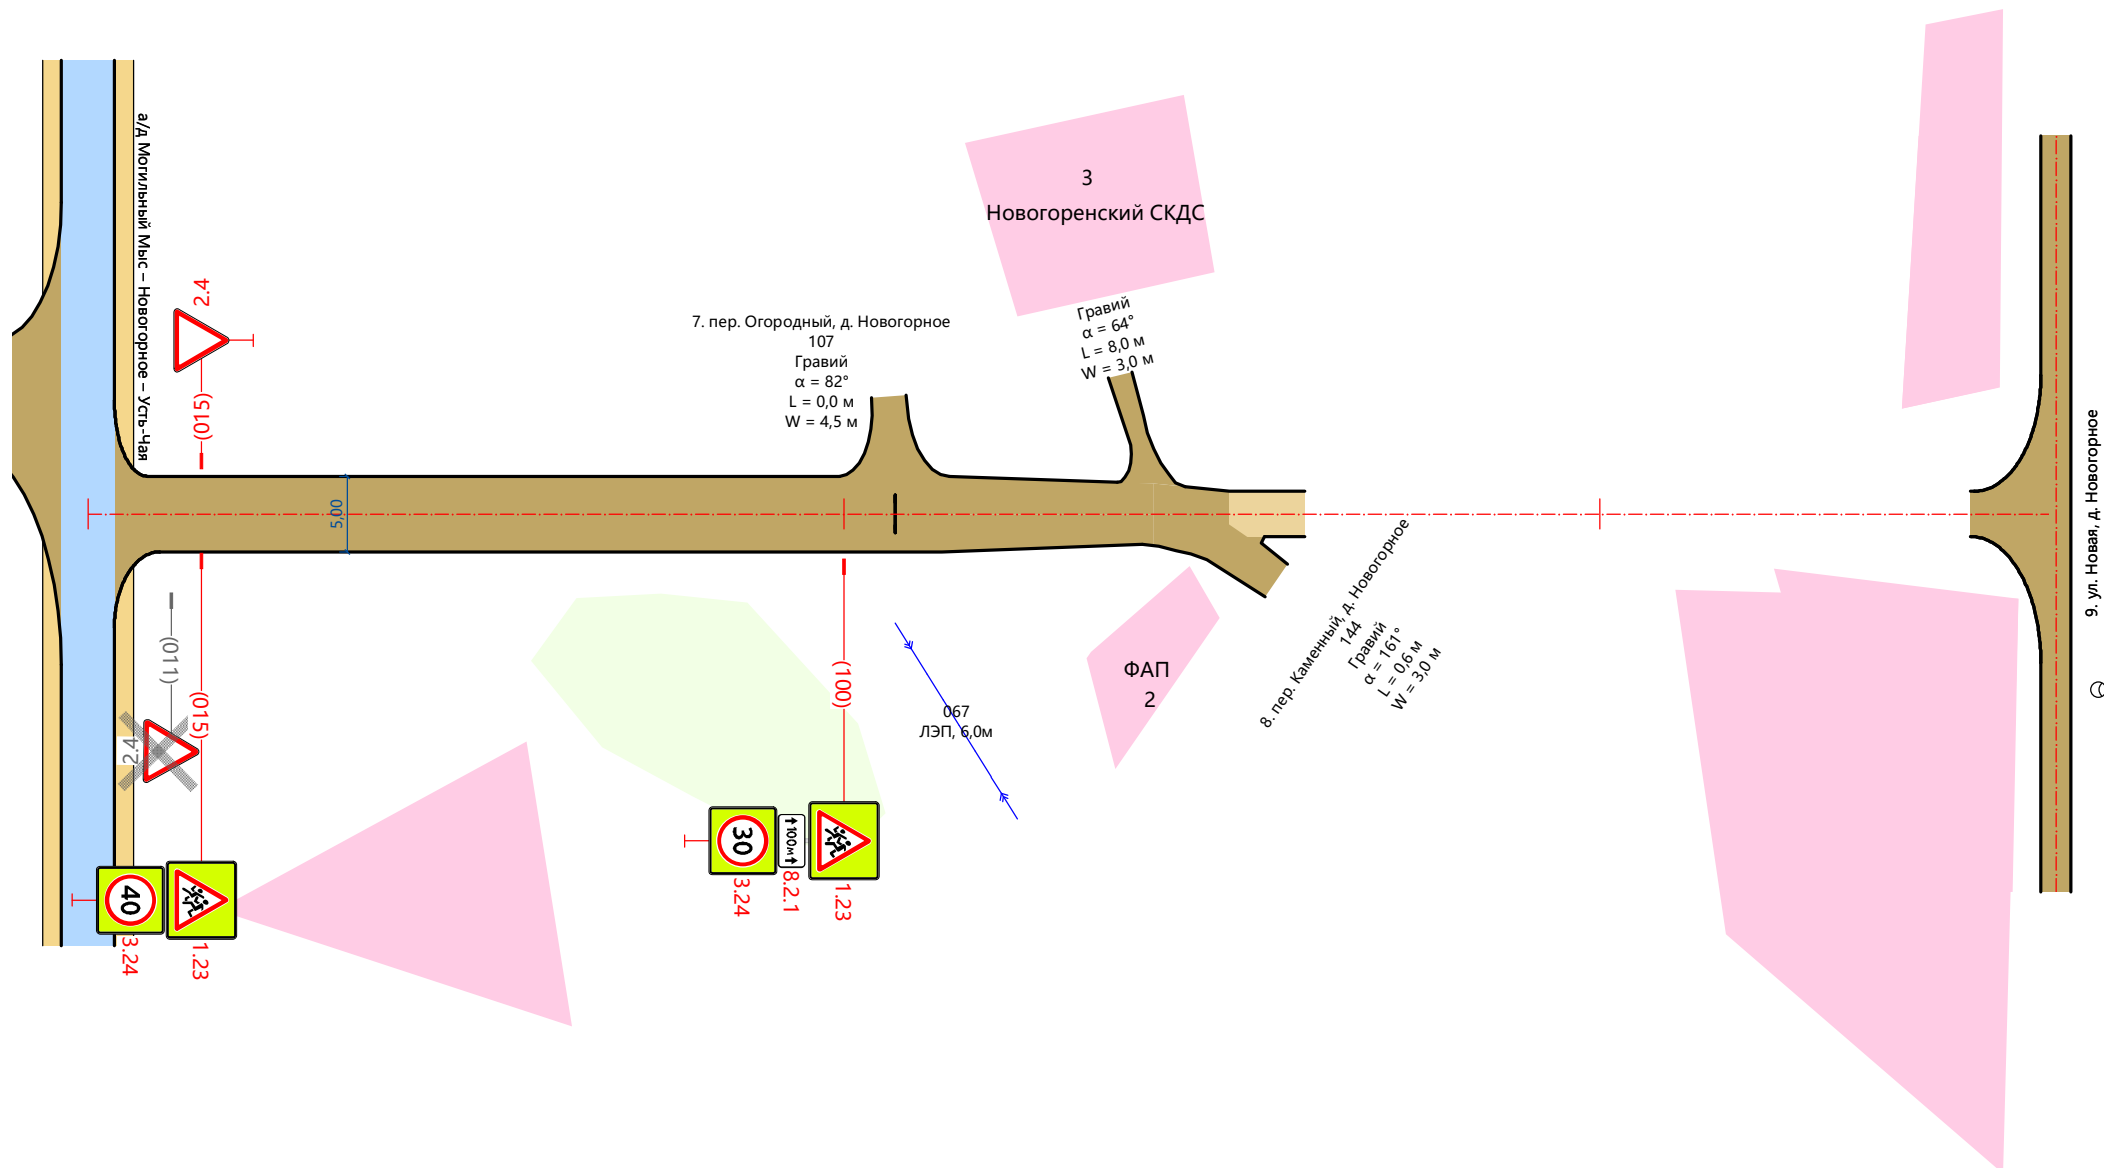 а/д Могильный Мыс – Новогорное – Усть-Чая
2.4
(015)
5,00
(011)
2.4
(015)
40
3.24
1.23
7. пер. Огородный, д. Новогорное
107
Гравий
α = 82°
L = 0,0 м
W = 4,5 м
3
Новогоренский СКДС
Гравий
α = 64°
L = 8,0 м
W = 3,0 м
(100)
30
100м
3.24
8.2.1
1.23
067
ЛЭП, 6,0м
ФАП
2
8. пер. Каменный, д. Новогорное
144
Гравий
α = 161°
L = 0,6 м
W = 3,0 м
9. ул. Новая, д. Новогорное